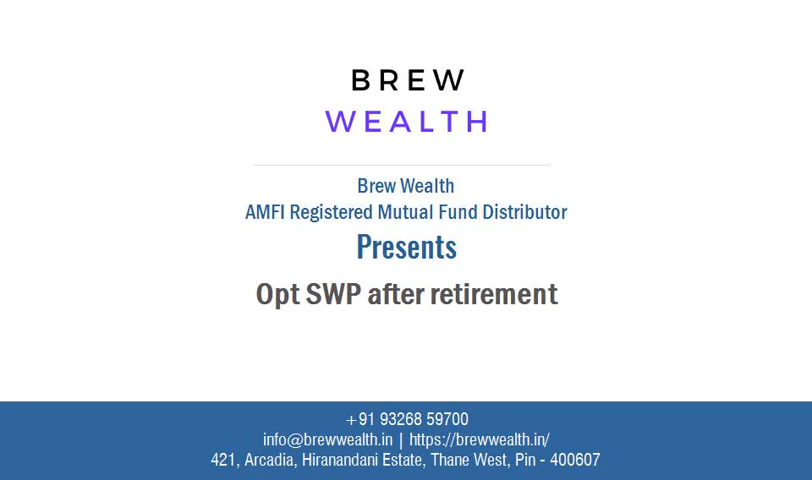 BREW
WEALTH
Brew Wealth
AMFI Registered Mutual Fund Distributor
Presents
Opt SWP after retirement
+91 93268 59700
info@brewwealth.in | https://brewwealth.in/
421, Arcadia, Hiranandani Estate, Thane West, Pin - 400607